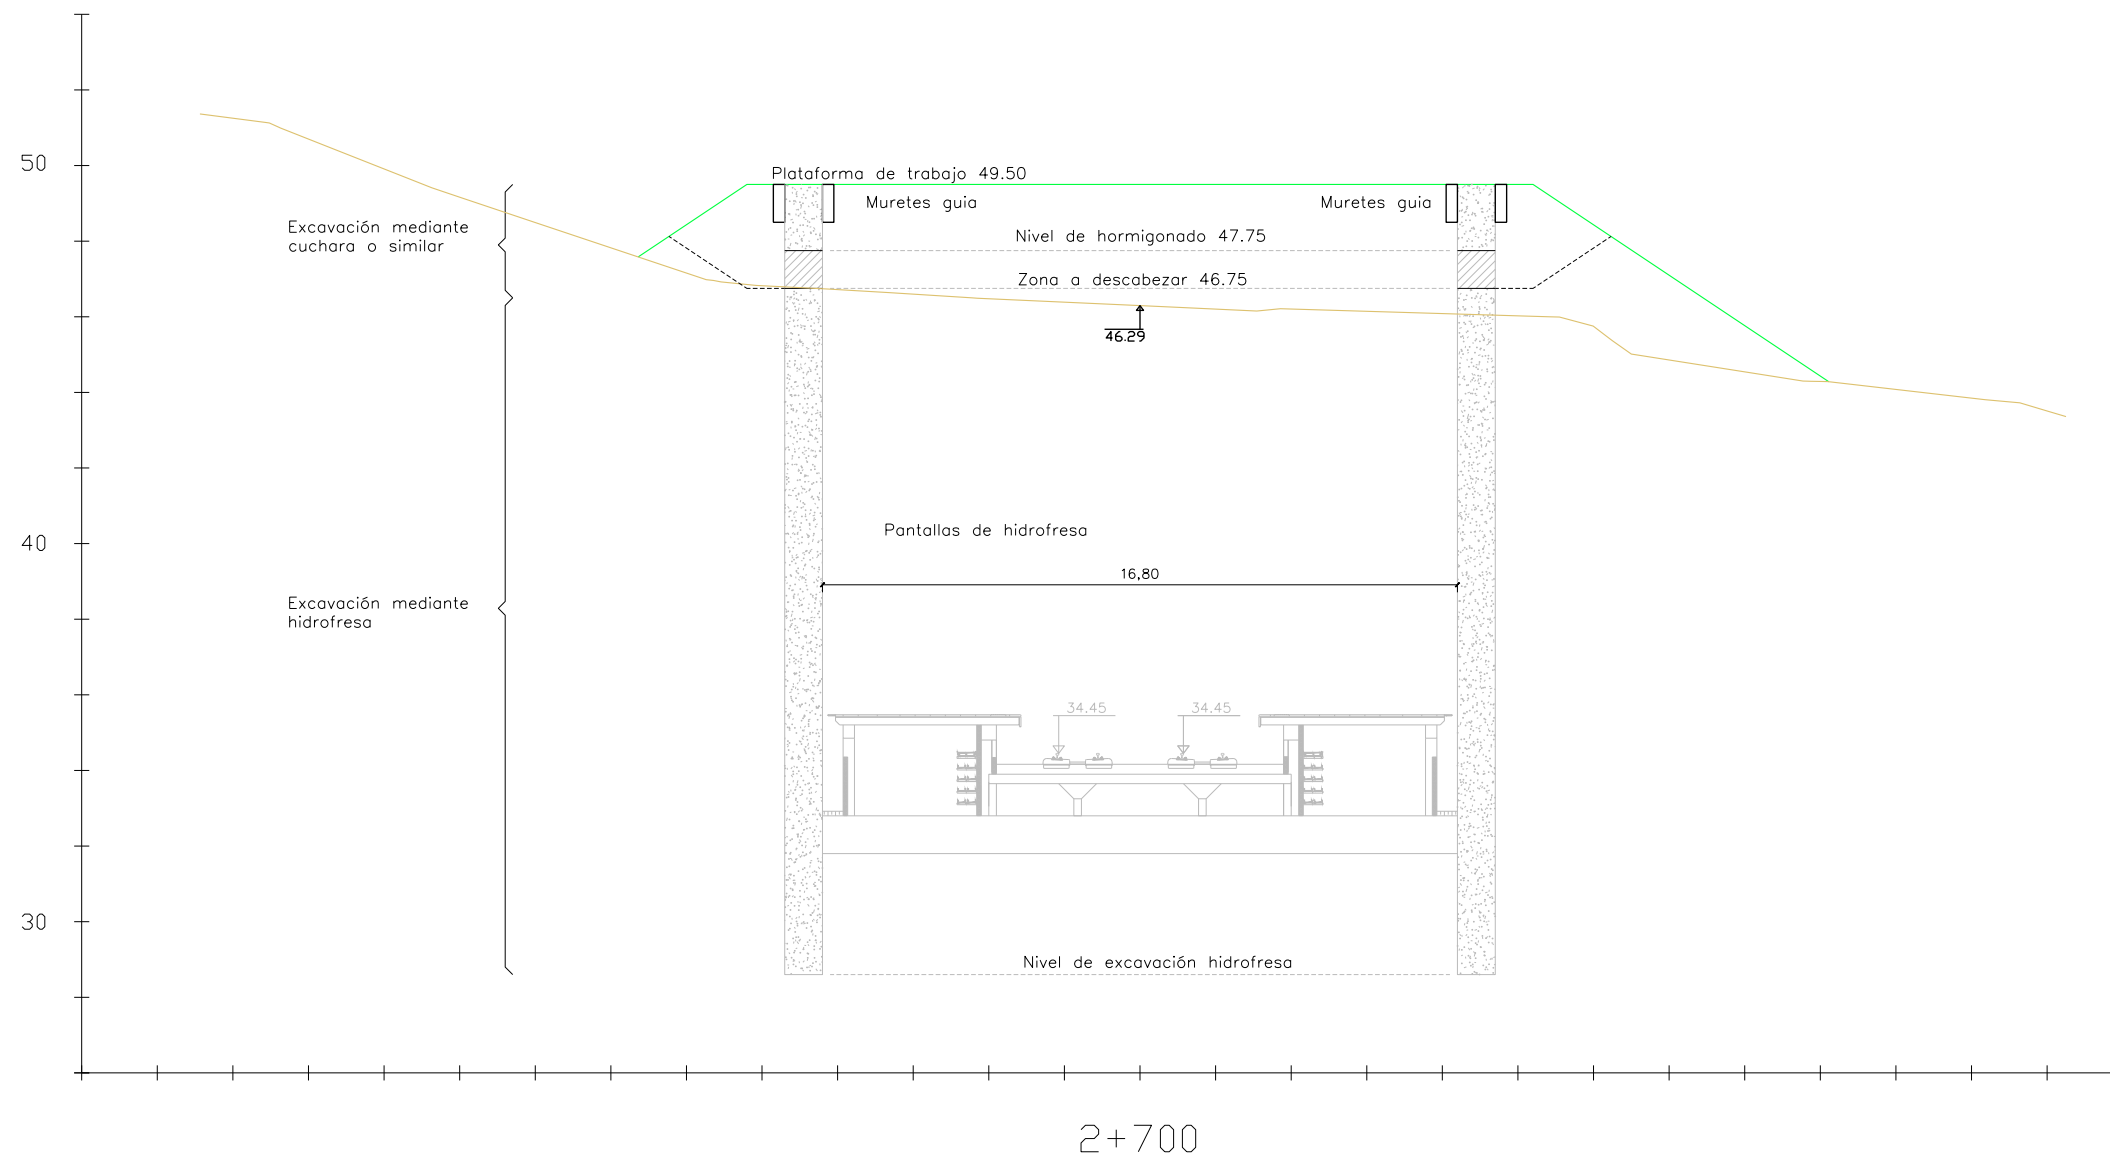 50
Plataforma de trabajo 49.50
Muretes guia
Muretes guia
Excavación mediante
cuchara o similar
Nivel de hormigonado 47.75
Zona a descabezar 46.75
46.29
40
Pantallas de hidrofresa
16,80
Excavación mediante
hidrofresa
34.45
34.45
30
Nivel de excavación hidrofresa
2+700